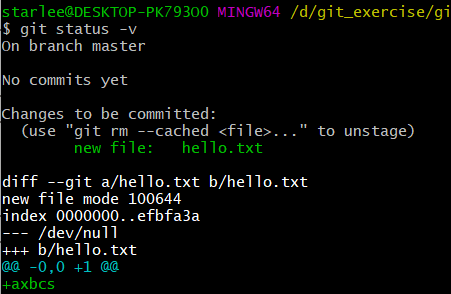 starlee@DESKTOP-PK793OO MINGW64 /d/git_exercise/gi
$ git status -v
On branch master
No commits yet
Changes to be committed:
(use "git rm --cached <file>..." to unstage)
new file: hello.txt
diff --git a/hello.txt b/hello.txt
new file mode 100644
index 0000000..efbfa3a
--- /dev/null
+++ b/hello.txt
@@ -0,0 +1 @@
+axbcs